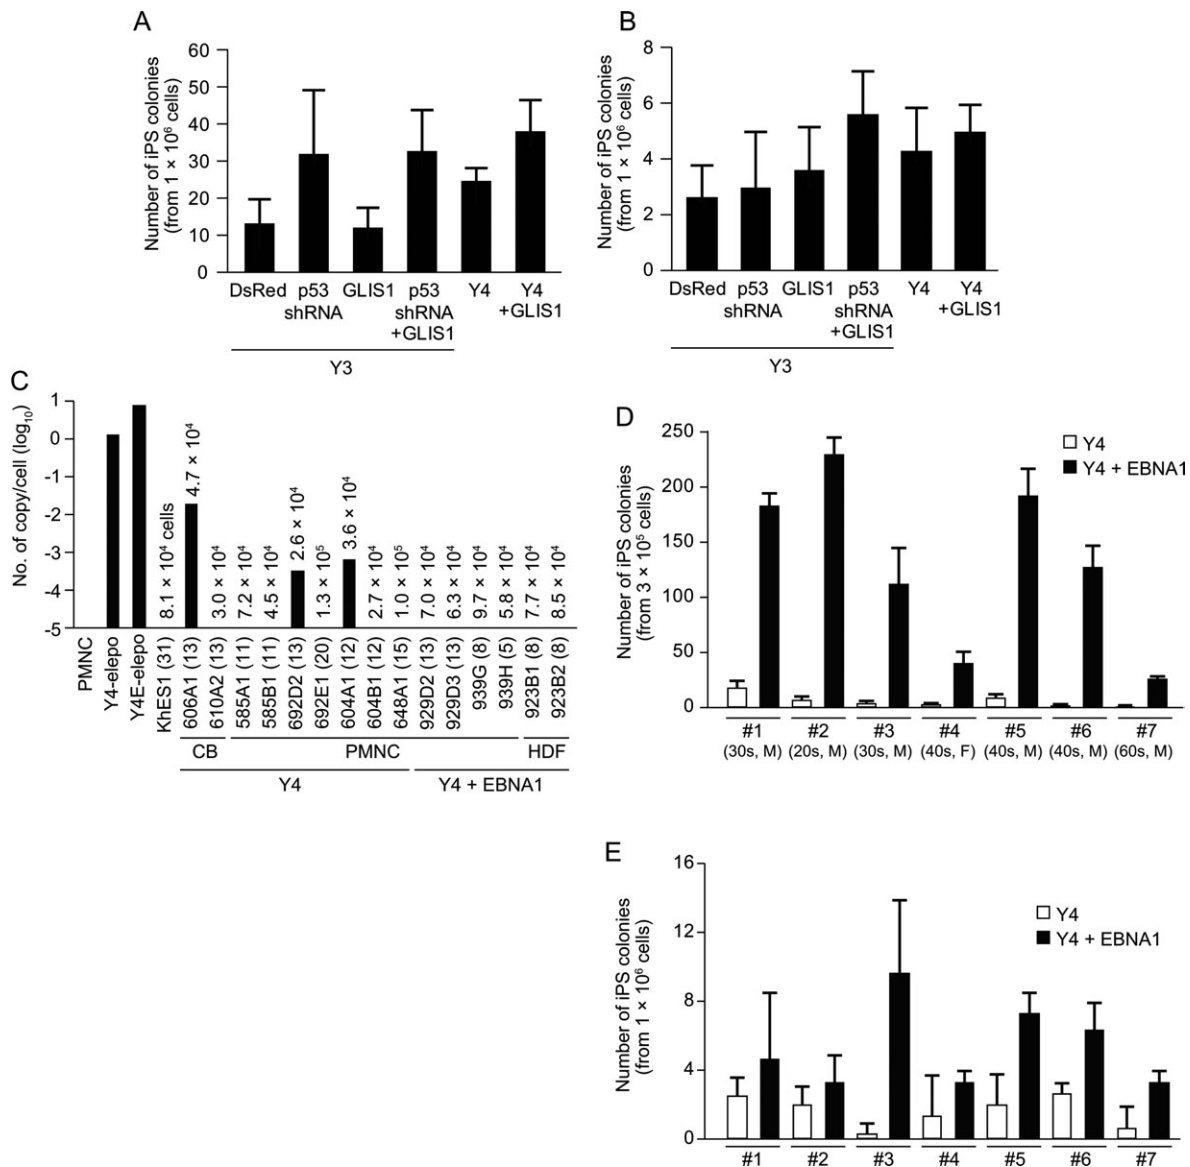 A
Number of iPS colonies
(from 1 × 10⁶ cells)
60
50
40
30
20
10
0
DsRed p53 GLIS1 p53 Y4 Y4
shRNA shRNA +GLIS1
+GLIS1
Y3
B
Number of iPS colonies
(from 1 × 10⁶ cells)
8
6
4
2
0
DsRed p53 GLIS1 p53 Y4 Y4
shRNA shRNA +GLIS1
+GLIS1
Y3
C
No. of copy/cell (log₁₀)
1
0
-1
-2
-3
-4
-5
8.1 × 10⁴ cells
4.7 × 10⁴
3.0 × 10⁴
7.2 × 10⁴
4.5 × 10⁴
2.6 × 10⁴
1.3 × 10⁵
3.6 × 10⁴
2.7 × 10⁴
1.0 × 10⁵
7.0 × 10⁴
6.3 × 10⁴
9.7 × 10⁴
5.8 × 10⁴
7.7 × 10⁴
8.5 × 10⁴
PMNC
Y4-elepo
Y4E-elepo
KhES1 (31)
606A1 (13)
610A2 (13)
585A1 (11)
585B1 (11)
692D2 (13)
692E1 (20)
604A1 (12)
604B1 (12)
648A1 (15)
929D2 (13)
929D3 (13)
939G (8)
939H (5)
923B1 (8)
923B2 (8)
CB PMNC HDF
Y4 Y4 + EBNA1
D
Number of iPS colonies
(from 3 × 10⁵ cells)
250
200
150
100
50
0
Y4
Y4 + EBNA1
#1 #2 #3 #4 #5 #6 #7
(30s, M) (20s, M) (30s, M) (40s, F) (40s, M) (40s, M) (60s, M)
E
Number of iPS colonies
(from 1 × 10⁶ cells)
16
12
8
4
0
Y4
Y4 + EBNA1
#1 #2 #3 #4 #5 #6 #7